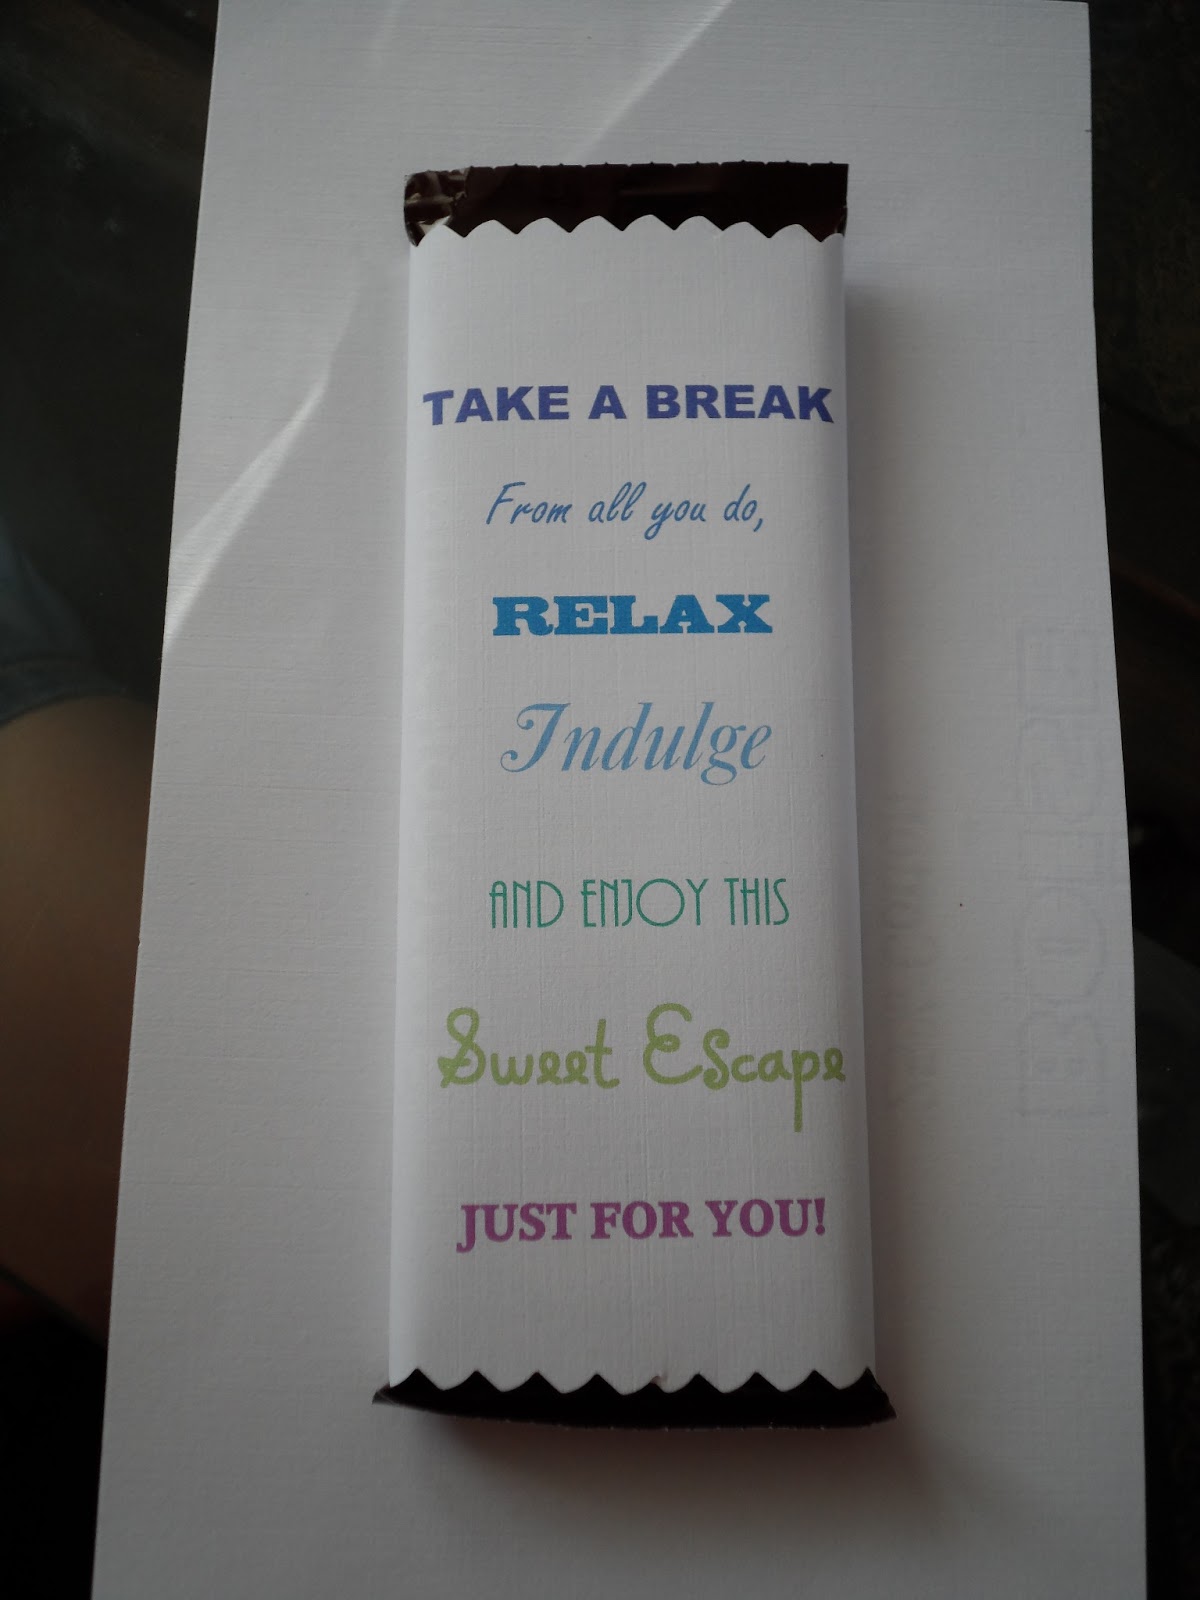 TAKE A BREAK
From all you do,
RELAX
Indulge
AND ENJOY THIS
Sweet Escape
JUST FOR YOU!